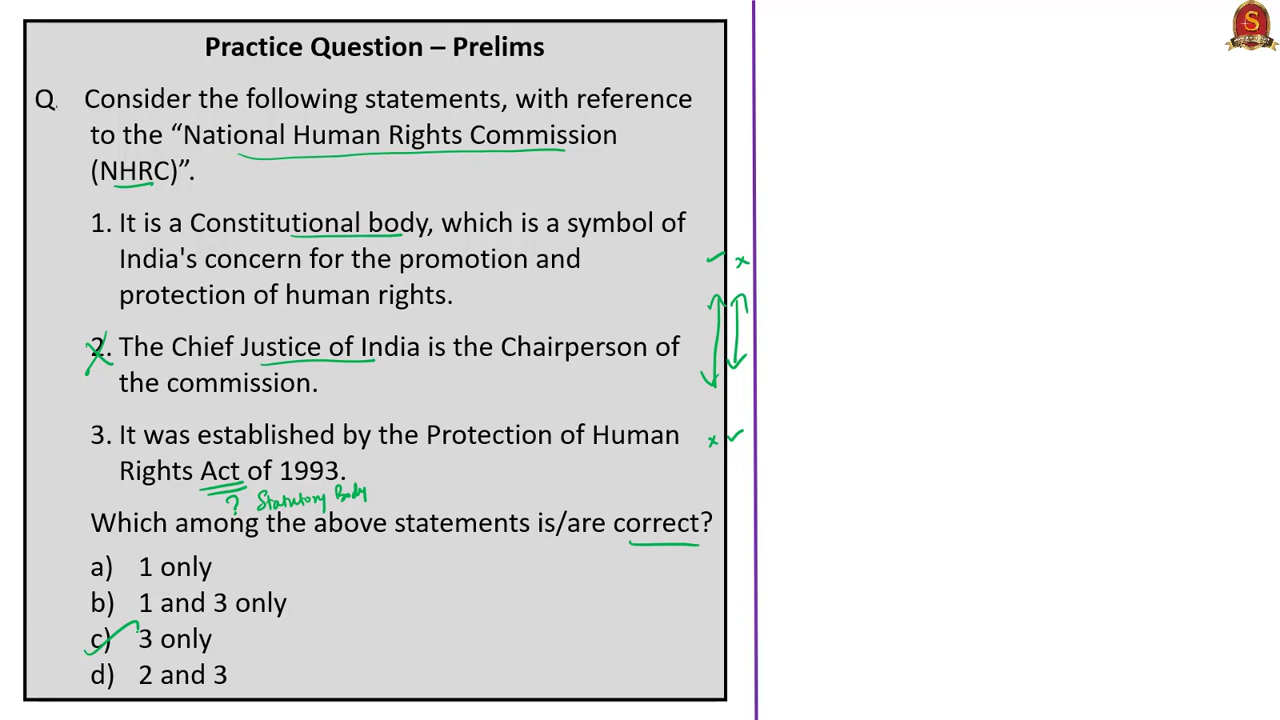 Practice Question – Prelims
Q. Consider the following statements, with reference
to the “National Human Rights Commission
(NHRC)”.
1. It is a Constitutional body, which is a symbol of
India's concern for the promotion and
protection of human rights.
2. The Chief Justice of India is the Chairperson of
the commission.
3. It was established by the Protection of Human
Rights Act of 1993.
? Statutory Body
Which among the above statements is/are correct?
a) 1 only
b) 1 and 3 only
c) 3 only
d) 2 and 3
S